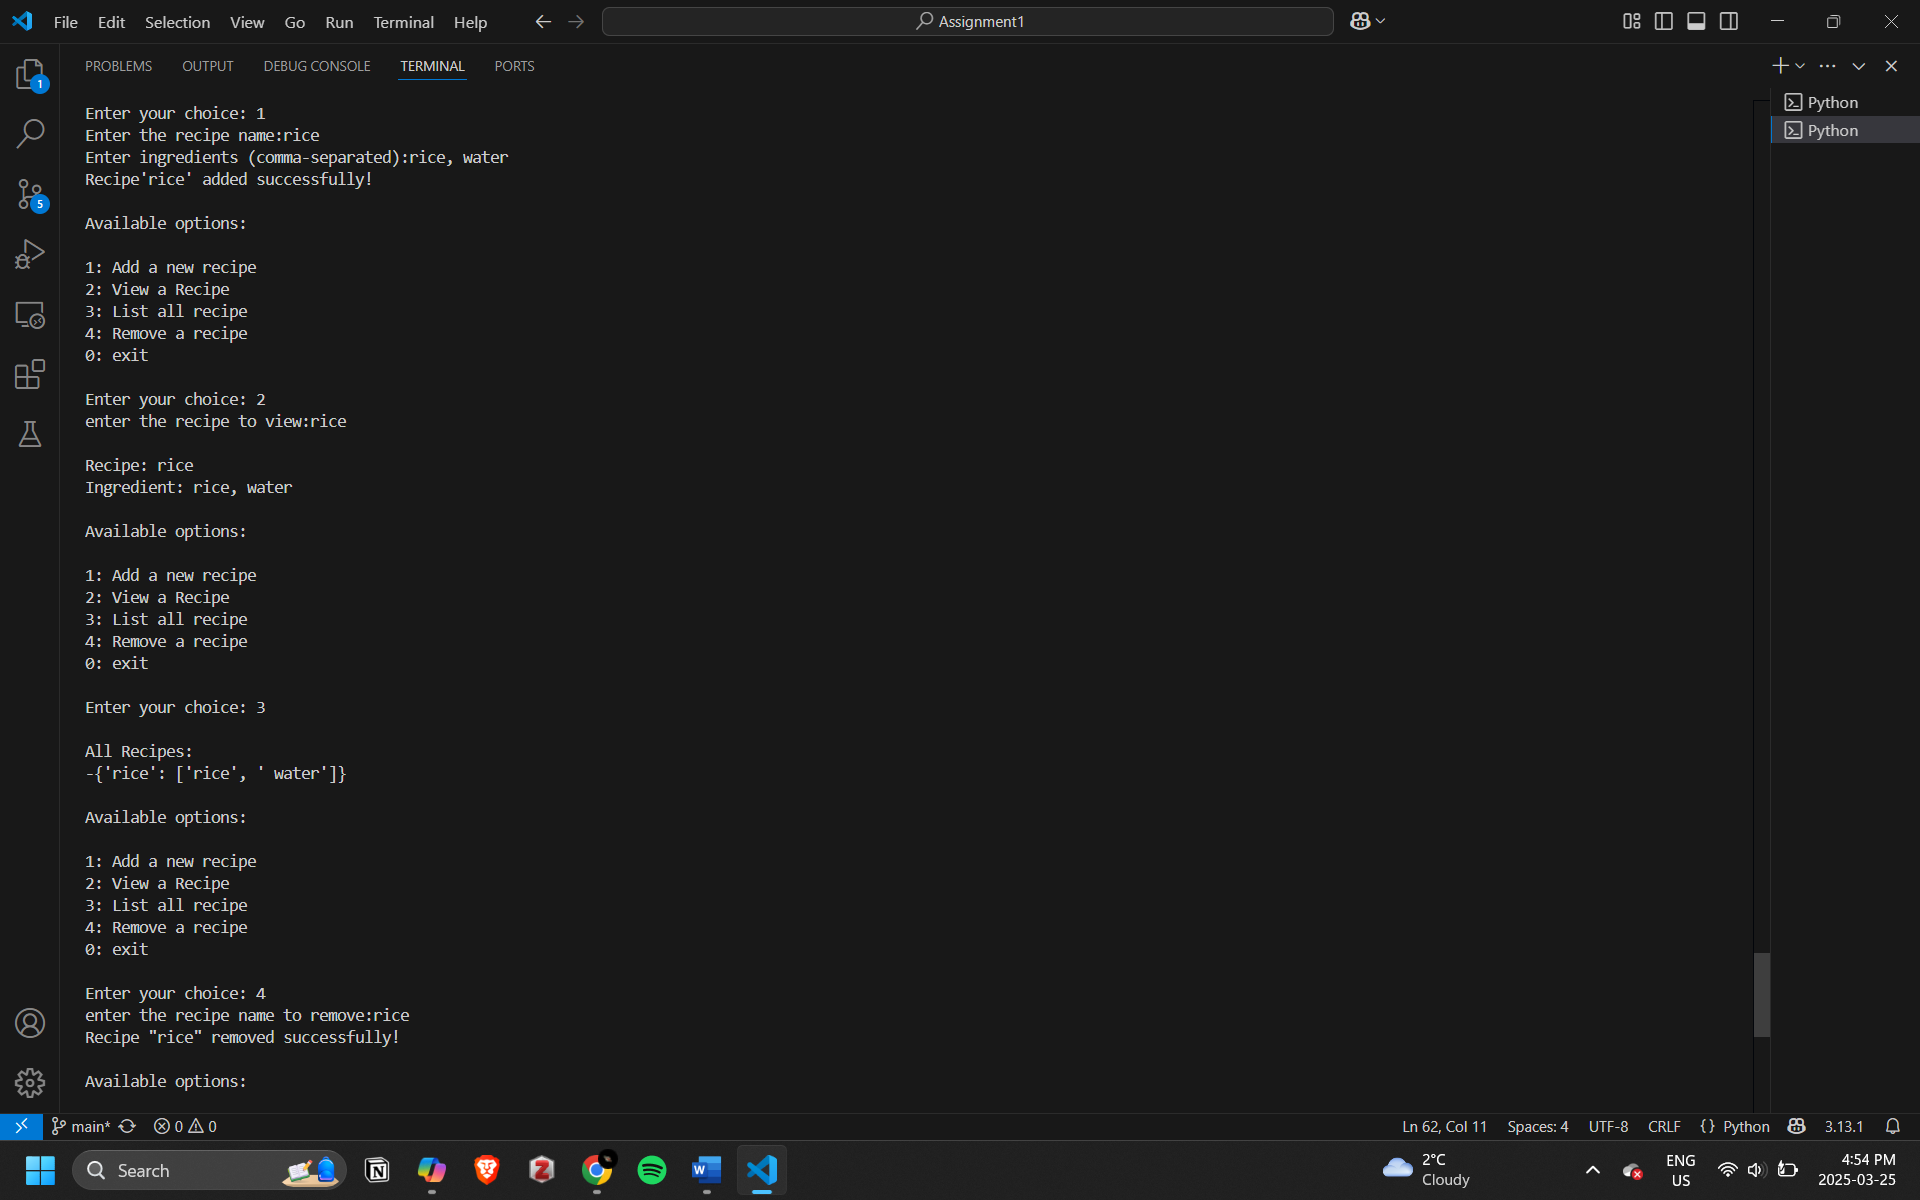 File Edit Selection View Go Run Terminal Help
Assignment1
PROBLEMS OUTPUT DEBUG CONSOLE TERMINAL PORTS
Python
Python
1
5
Enter your choice: 1
Enter the recipe name:rice
Enter ingredients (comma-separated):rice, water
Recipe'rice' added successfully!
Available options:
1: Add a new recipe
2: View a Recipe
3: List all recipe
4: Remove a recipe
0: exit
Enter your choice: 2
enter the recipe to view:rice
Recipe: rice
Ingredient: rice, water
Available options:
1: Add a new recipe
2: View a Recipe
3: List all recipe
4: Remove a recipe
0: exit
Enter your choice: 3
All Recipes:
-{'rice': ['rice', ' water']}
Available options:
1: Add a new recipe
2: View a Recipe
3: List all recipe
4: Remove a recipe
0: exit
Enter your choice: 4
enter the recipe name to remove:rice
Recipe "rice" removed successfully!
Available options:
main* 0 0 Ln 62, Col 11 Spaces: 4 UTF-8 CRLF {} Python 3.13.1
Search
2°C
Cloudy
ENG
US
4:54 PM
2025-03-25